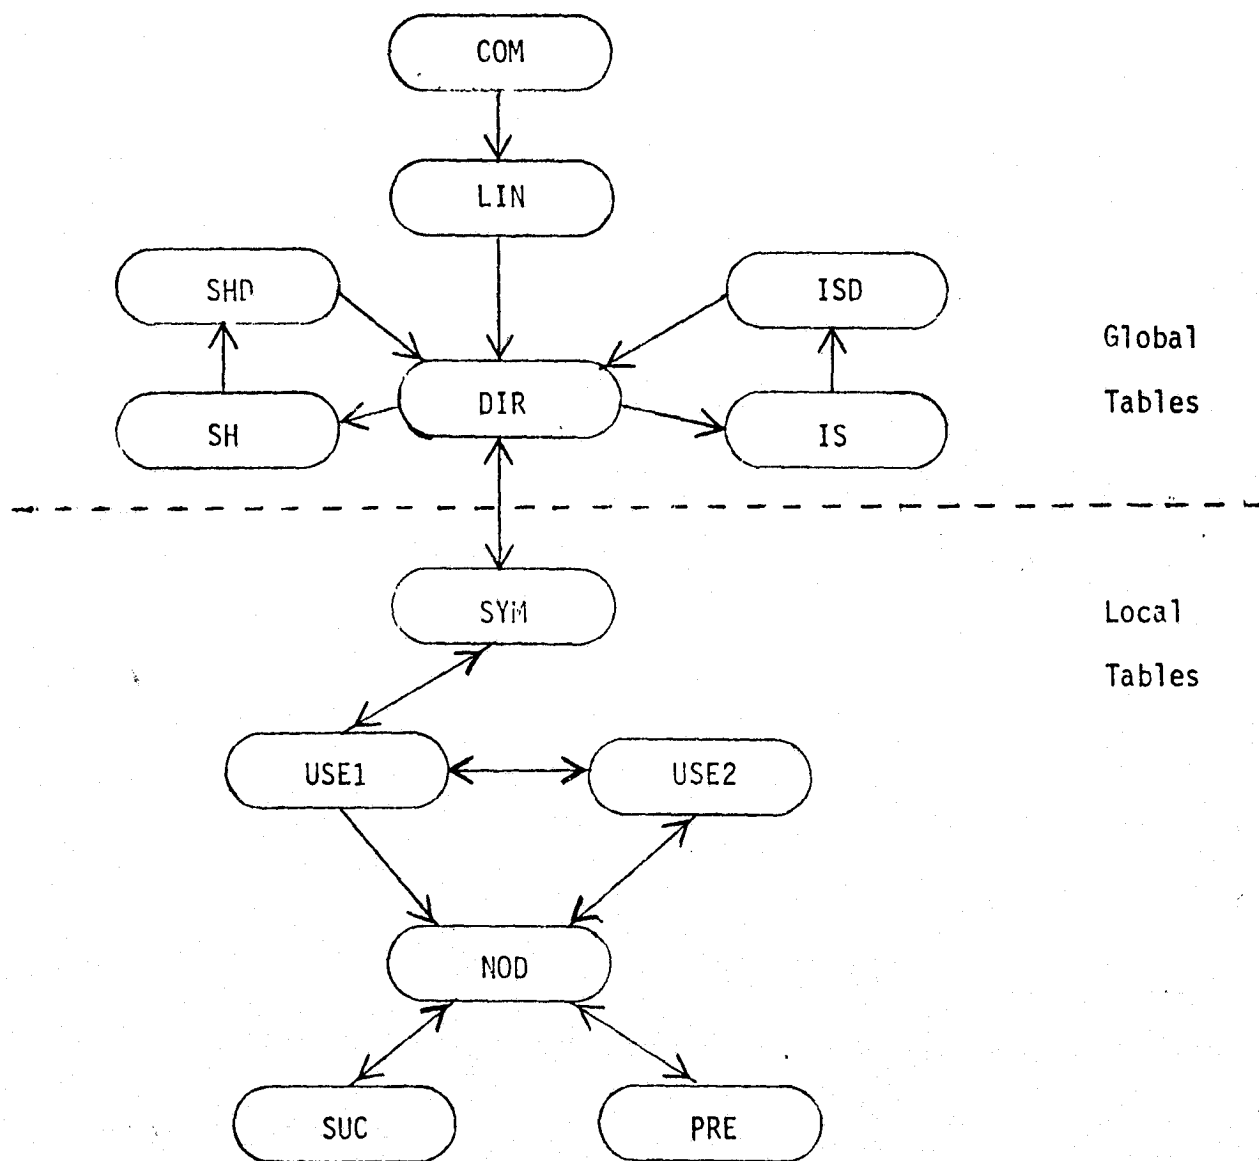 COM
LIN
SHD
ISD
Global
Tables
DIR
SH
IS
SYM
Local
Tables
USE1
USE2
NOD
SUC
PRE